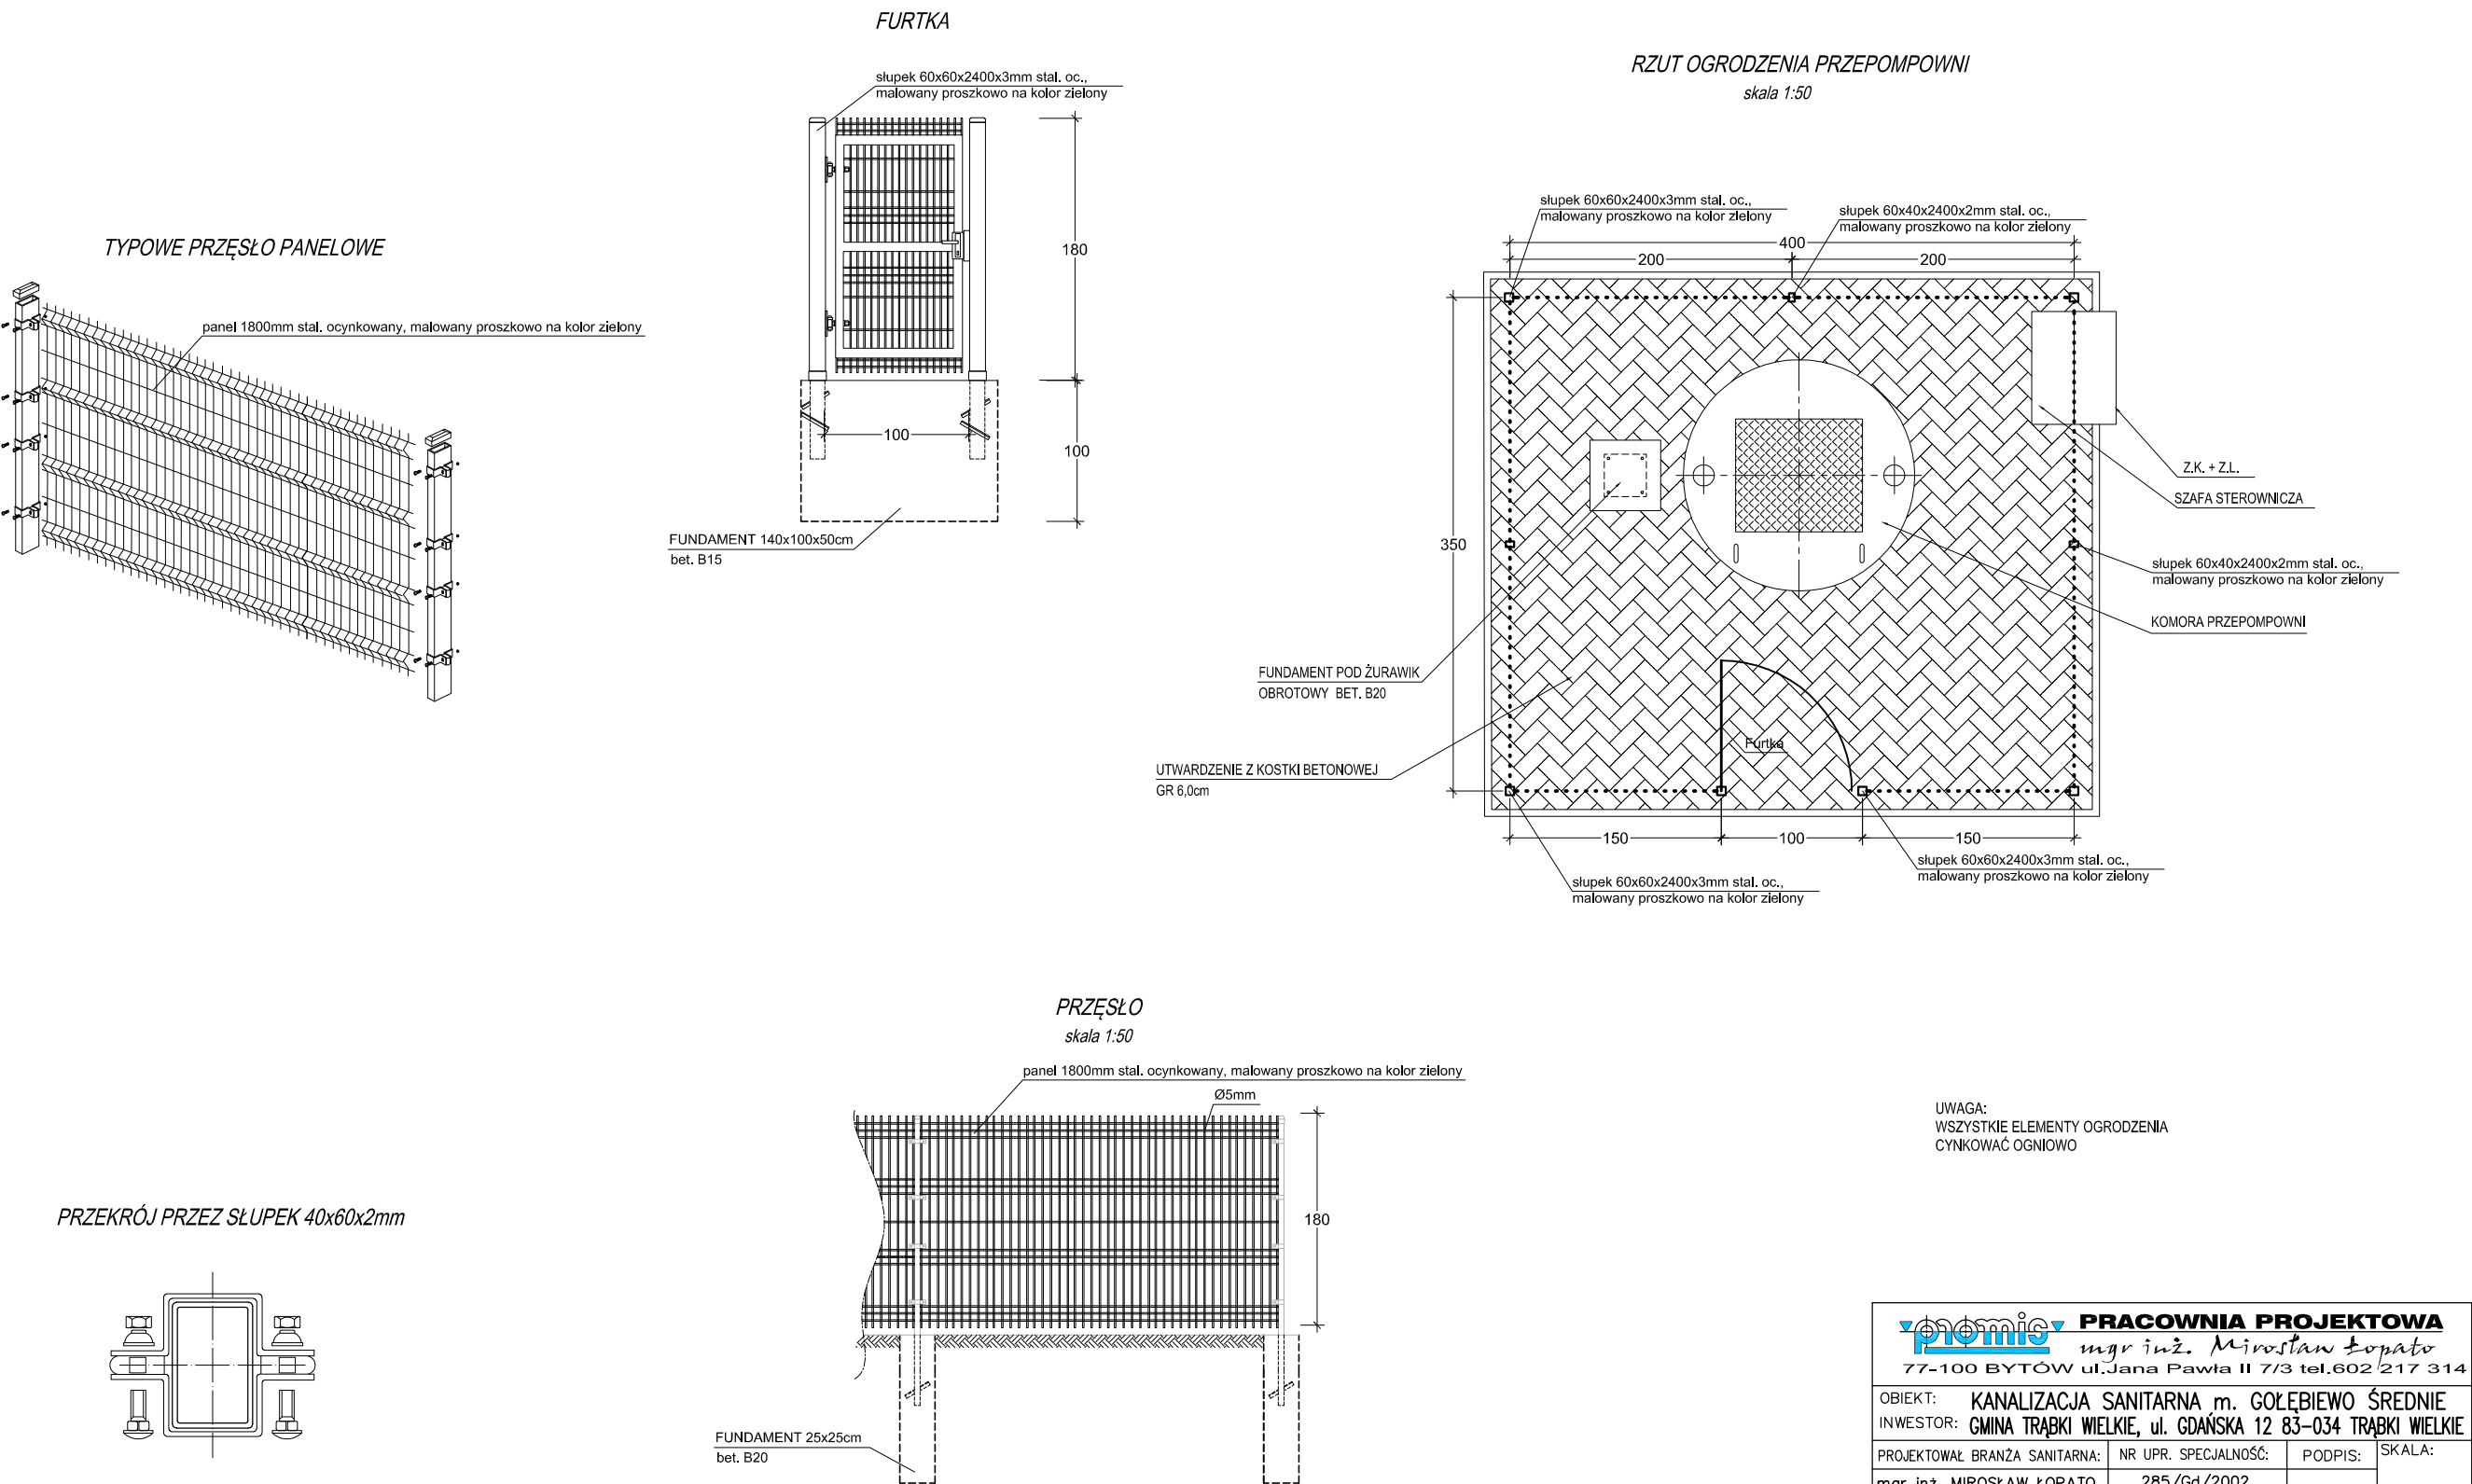 FURTKA
słupek 60x60x2400x3mm stal. oc.,
malowany proszkowo na kolor zielony
180
100
100
FUNDAMENT 140x100x50cm
bet. B15
TYPOWE PRZĘSŁO PANELOWE
panel 1800mm stal. ocynkowany, malowany proszkowo na kolor zielony
RZUT OGRODZENIA PRZEPOMPOWNI
skala 1:50
słupek 60x60x2400x3mm stal. oc.,
malowany proszkowo na kolor zielony
słupek 60x40x2400x2mm stal. oc.,
malowany proszkowo na kolor zielony
400
200
200
350
Z.K. + Z.L.
SZAFA STEROWNICZA
słupek 60x40x2400x2mm stal. oc.,
malowany proszkowo na kolor zielony
KOMORA PRZEPOMPOWNI
FUNDAMENT POD ŻURAWIK
OBROTOWY BET. B20
UTWARDZENIE Z KOSTKI BETONOWEJ
GR 6,0cm
Furtka
150
100
150
słupek 60x60x2400x3mm stal. oc.,
malowany proszkowo na kolor zielony
słupek 60x60x2400x3mm stal. oc.,
malowany proszkowo na kolor zielony
PRZĘSŁO
skala 1:50
panel 1800mm stal. ocynkowany, malowany proszkowo na kolor zielony
Ø5mm
180
FUNDAMENT 25x25cm
bet. B20
PRZEKRÓJ PRZEZ SŁUPEK 40x60x2mm
UWAGA:
WSZYSTKIE ELEMENTY OGRODZENIA
CYNKOWAĆ OGNIOWO
promis PRACOWNIA PROJEKTOWA
mgr inż. Mirosław Łopato
77-100 BYTÓW ul.Jana Pawła II 7/3 tel.602 217 314
OBIEKT: KANALIZACJA SANITARNA m. GOŁĘBIEWO ŚREDNIE
INWESTOR: GMINA TRĄBKI WIELKIE, ul. GDAŃSKA 12 83-034 TRĄBKI WIELKIE
PROJEKTOWAŁ BRANŻA SANITARNA: NR UPR. SPECJALNOŚĆ: PODPIS: SKALA:
mgr inż. MIROSŁAW ŁOPATO 285/Gd/2002